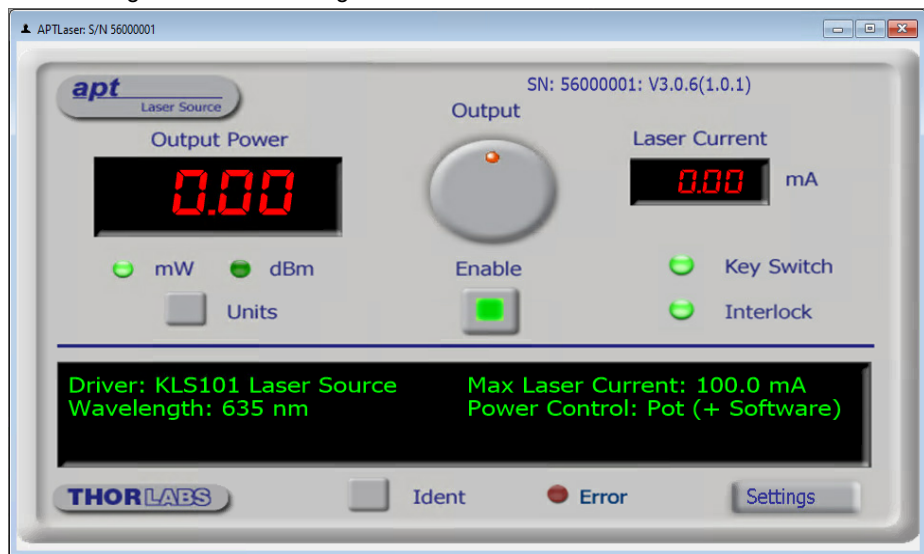 APTLaser: S/N 56000001
apt
Laser Source
SN: 56000001: V3.0.6(1.0.1)
Output
Output Power
Laser Current
0.00
0.00
mA
mW
dBm
Enable
Key Switch
Units
Interlock
Driver: KLS101 Laser Source
Max Laser Current: 100.0 mA
Wavelength: 635 nm
Power Control: Pot (+ Software)
THORLABS
Ident
Error
Settings